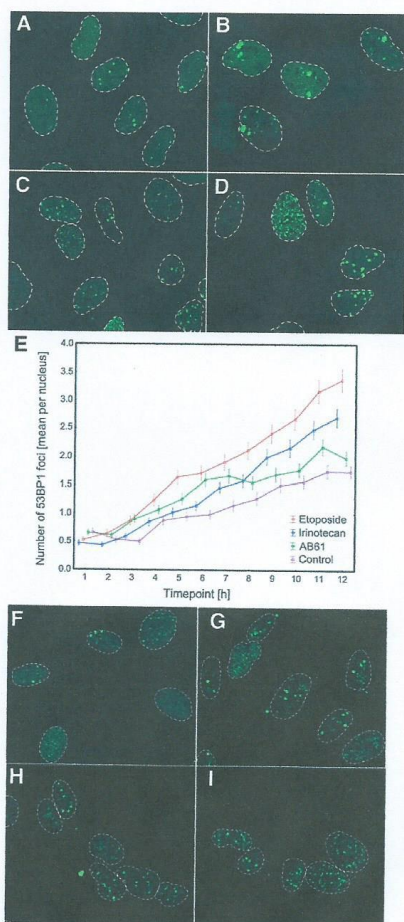 A
B
C
D
E
Number of 53BP1 foci [mean per nucleus]
4.0
3.5
3.0
2.5
2.0
1.5
1.0
0.5
0.0
Etoposide
Irinotecan
AB61
Control
1 2 3 4 5 6 7 8 9 10 11 12
Timepoint [h]
F
G
H
I